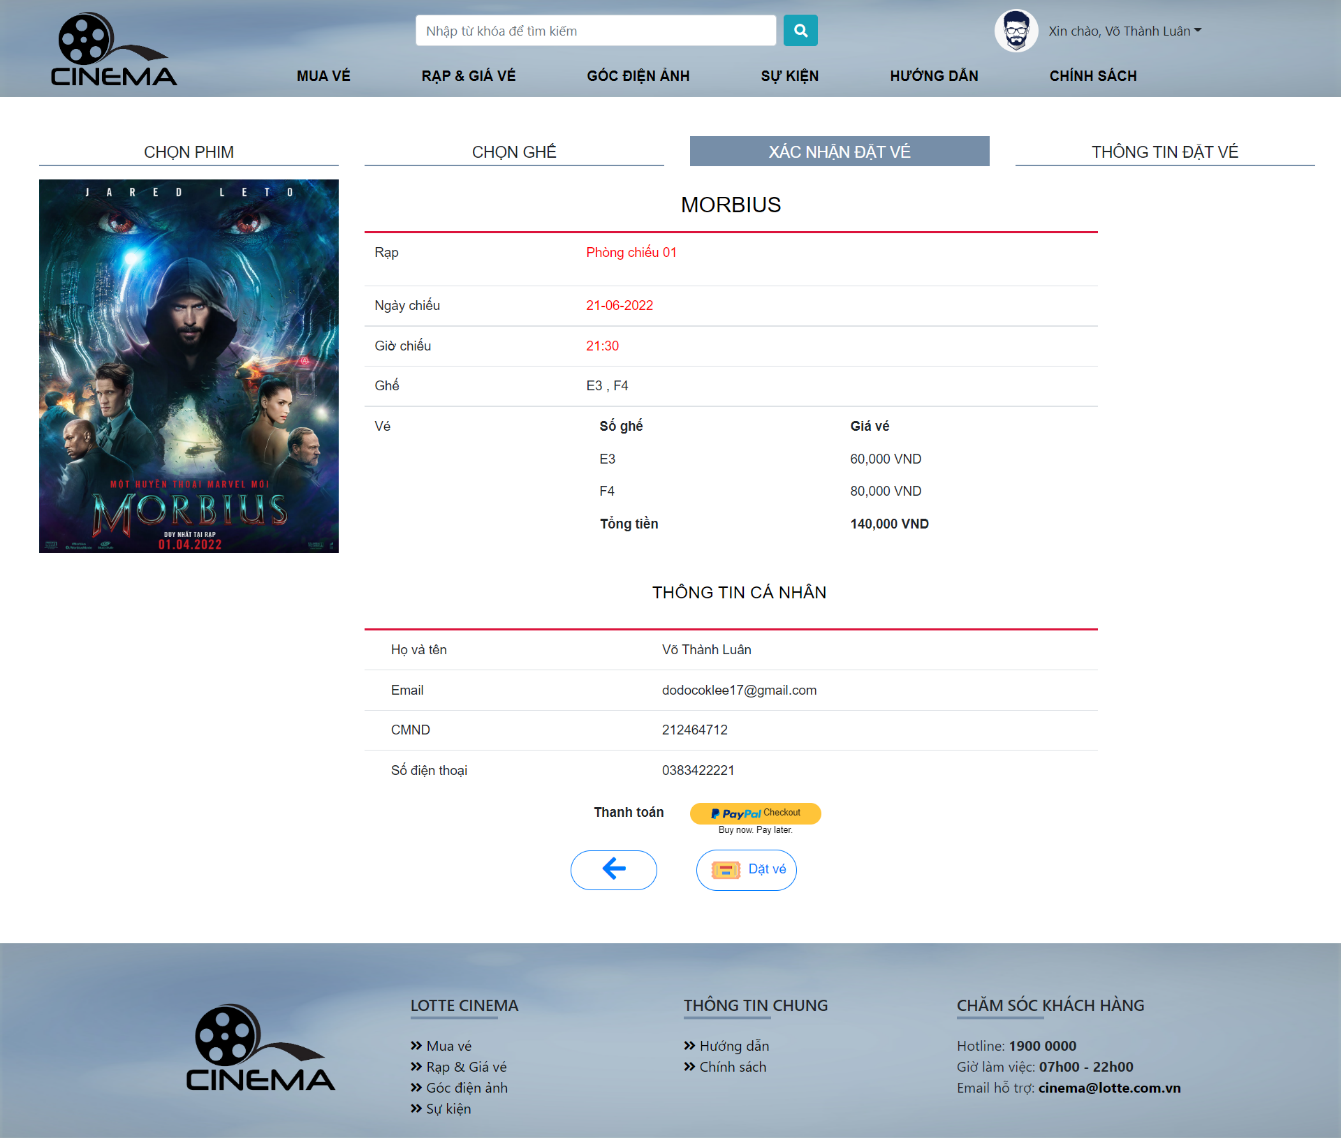 CINEMA
Nhập từ khóa để tìm kiếm
Xin chào, Võ Thành Luân
MUA VÉ
RẠP & GIÁ VÉ
GÓC ĐIỆN ẢNH
SỰ KIỆN
HƯỚNG DẪN
CHÍNH SÁCH
CHỌN PHIM
CHỌN GHẾ
XÁC NHẬN ĐẶT VÉ
THÔNG TIN ĐẶT VÉ
JARED LETO
MỘT HUYỀN THOẠI MARVEL MỚI
MORBIUS
DUY NHẤT TẠI RẠP
01.04.2022
MORBIUS
Rạp Phòng chiếu 01
Ngày chiếu 21-06-2022
Giờ chiếu 21:30
Ghế E3 , F4
Vé Số ghế Giá vé
E3 60,000 VND
F4 80,000 VND
Tổng tiền 140,000 VND
THÔNG TIN CÁ NHÂN
Họ và tên Võ Thành Luân
Email dodocoklee17@gmail.com
CMND 212464712
Số điện thoại 0383422221
Thanh toán PayPal Checkout
Buy now. Pay later.
Dặt vé
CINEMA
LOTTE CINEMA
Mua vé
Rạp & Giá vé
Góc điện ảnh
Sự kiện
THÔNG TIN CHUNG
Hướng dẫn
Chính sách
CHĂM SÓC KHÁCH HÀNG
Hotline: 1900 0000
Giờ làm việc: 07h00 - 22h00
Email hỗ trợ: cinema@lotte.com.vn